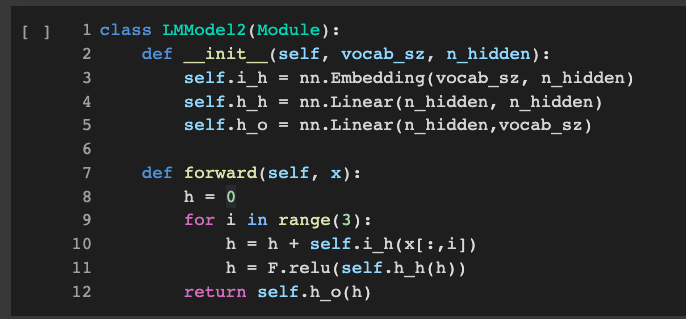 [ ] 1 class LMModel2(Module):
2     def __init__(self, vocab_sz, n_hidden):
3         self.i_h = nn.Embedding(vocab_sz, n_hidden)
4         self.h_h = nn.Linear(n_hidden, n_hidden)
5         self.h_o = nn.Linear(n_hidden,vocab_sz)
6
7     def forward(self, x):
8         h = 0
9         for i in range(3):
10             h = h + self.i_h(x[:,i])
11             h = F.relu(self.h_h(h))
12         return self.h_o(h)